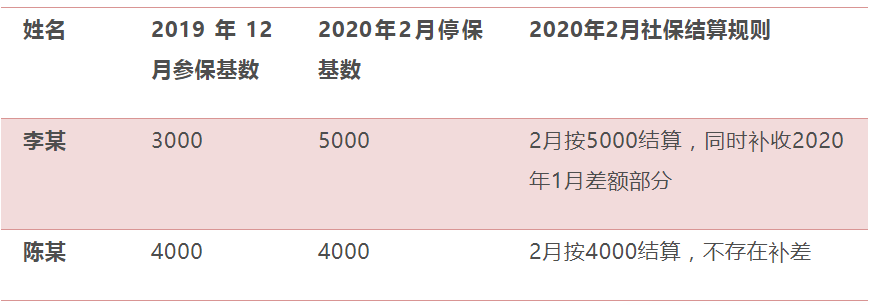 姓名 2019 年 12 2020年2月停保 2020年2月社保结算规则
月参保基数 基数
李某 3000 5000 2月按5000结算，同时补收2020
年1月差额部分
陈某 4000 4000 2月按4000结算，不存在补差